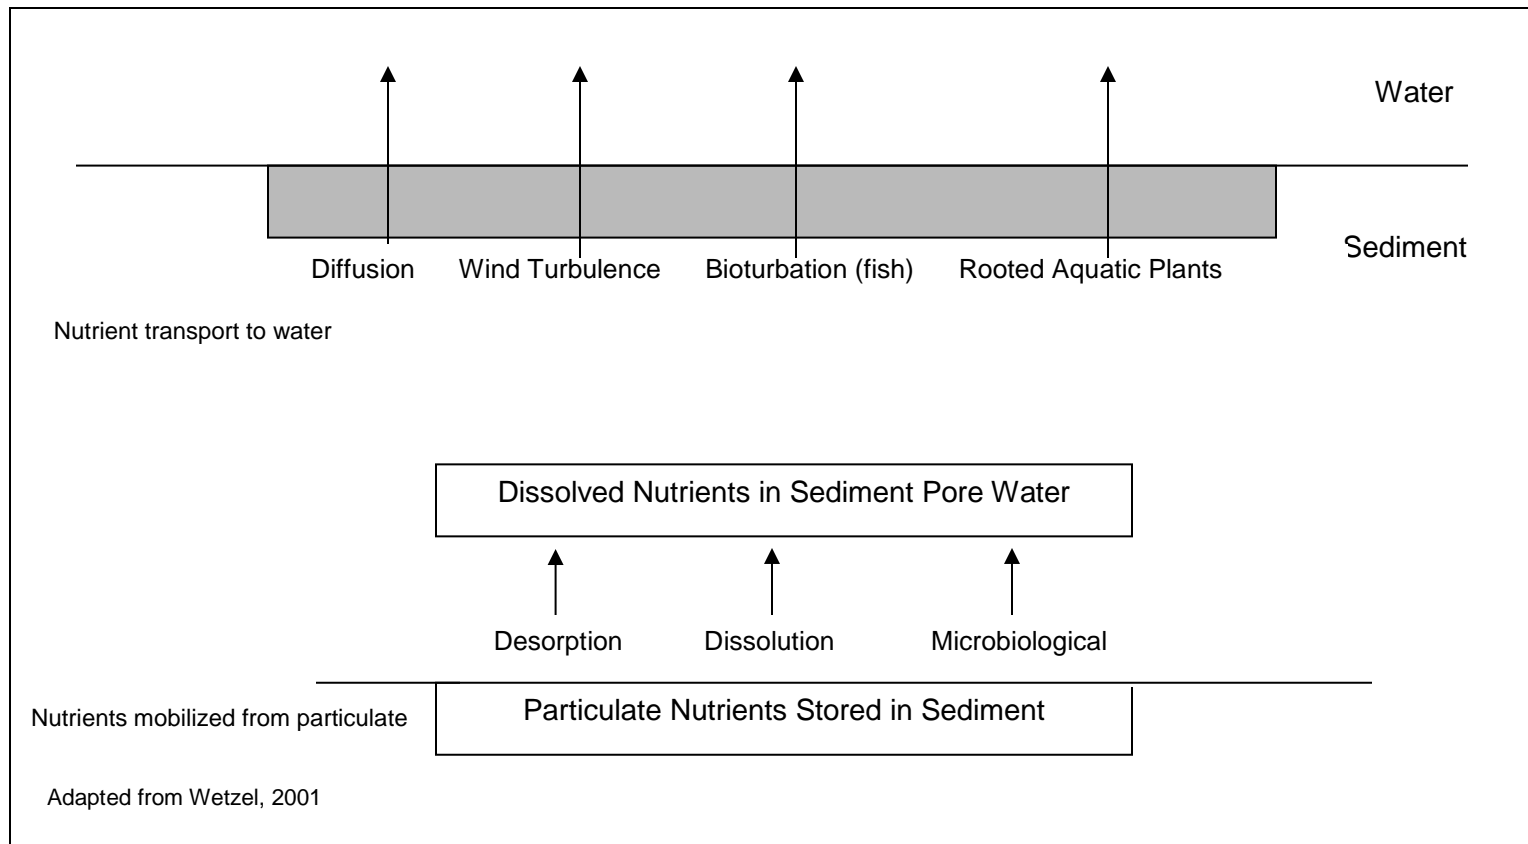 Water
Sediment
Diffusion Wind Turbulence Bioturbation (fish) Rooted Aquatic Plants
Nutrient transport to water
Dissolved Nutrients in Sediment Pore Water
Desorption Dissolution Microbiological
Particulate Nutrients Stored in Sediment
Nutrients mobilized from particulate
Adapted from Wetzel, 2001